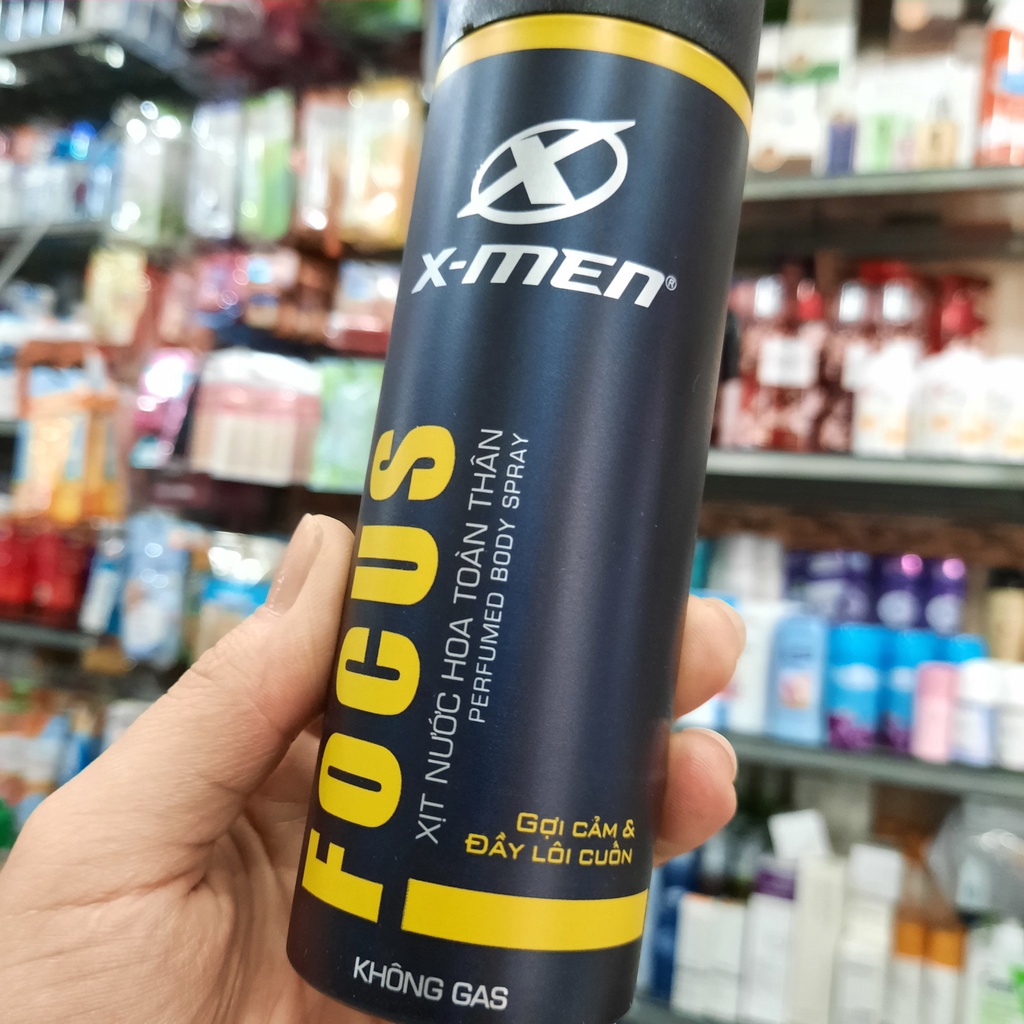 X-MEN®
FOCUS
XỊT NƯỚC HOA TOÀN THÂN
PERFUMED BODY SPRAY
GỢI CẢM &
ĐẦY LÔI CUỐN
KHÔNG GAS